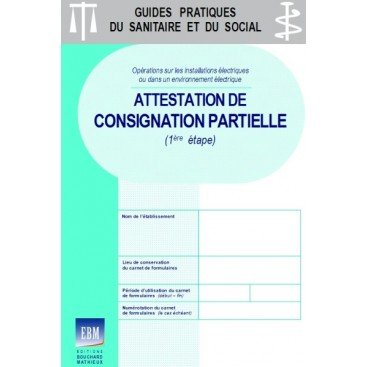 GUIDES PRATIQUES
DU SANITAIRE ET DU SOCIAL
Opérations sur les installations électriques
ou dans un environnement électrique
ATTESTATION DE
CONSIGNATION PARTIELLE
(1ère étape)
Nom de l'établissement
Lieu de conservation
du carnet de formulaires
Période d'utilisation du carnet
de formulaires (début – fin)
Numérotation du carnet
de formulaires (le cas échéant)
EBM
EDITIONS
BOUCHARD
MATHIEUX